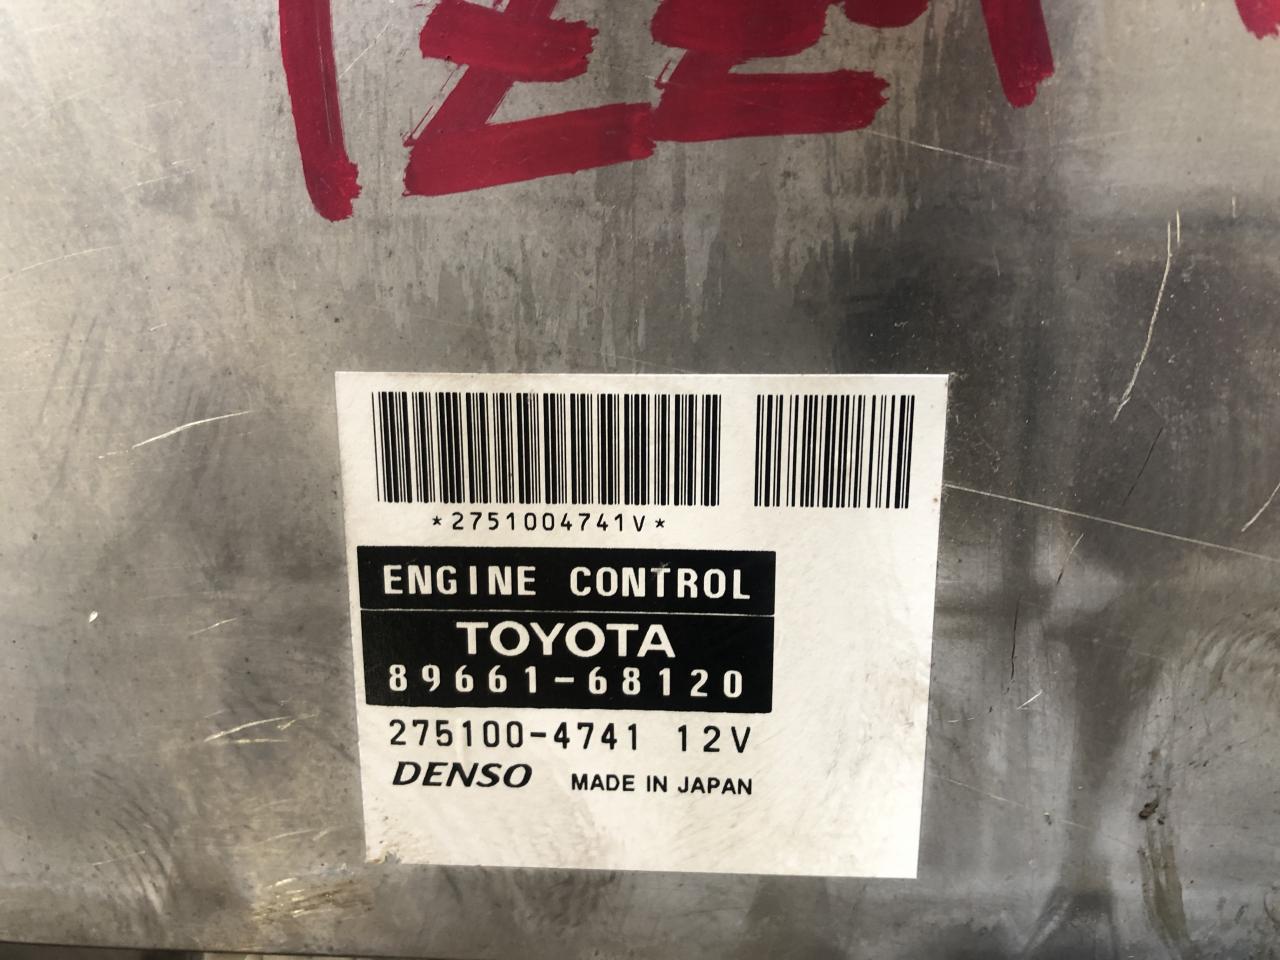 *2751004741V*
ENGINE CONTROL
TOYOTA
89661-68120
275100-4741 12V
DENSO MADE IN JAPAN